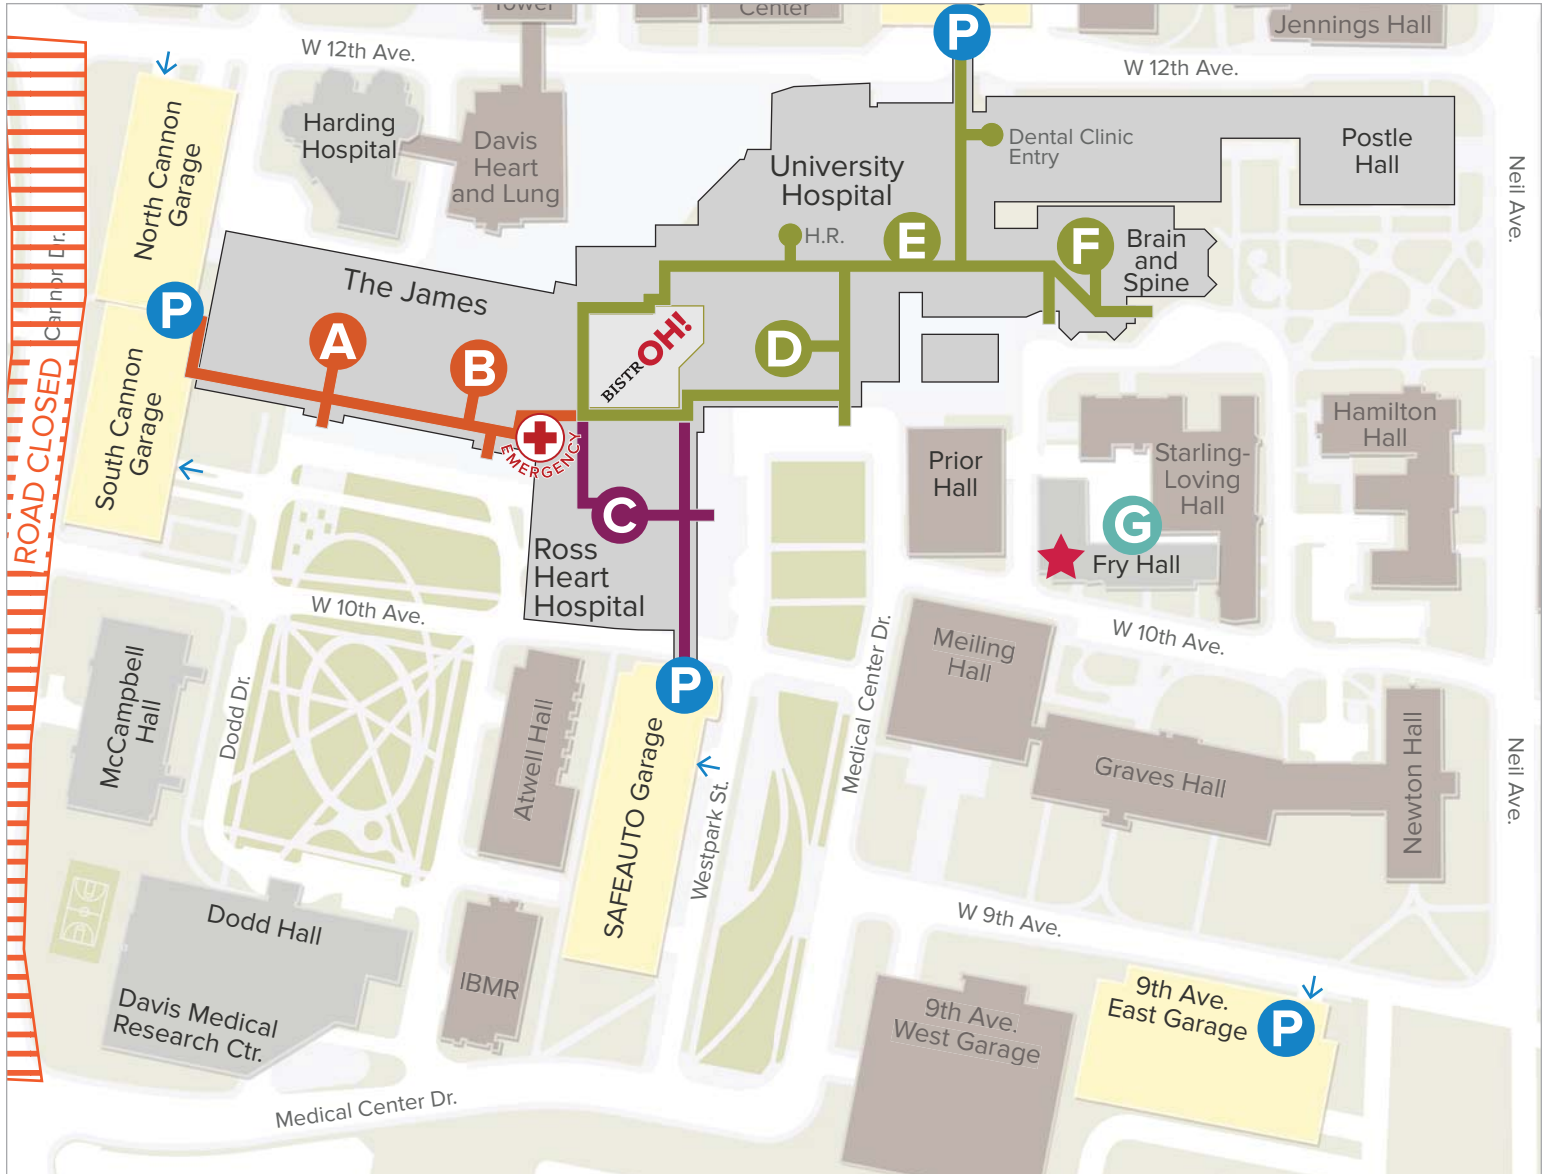 Tower
Center
Jennings Hall
P
W 12th Ave.
W 12th Ave.
North Cannon
Garage
Harding
Hospital
Davis
Heart
and Lung
University
Hospital
Dental Clinic
Entry
Postle
Hall
Neil Ave.
Cannon Dr.
The James
H.R.
E
F
Brain
and
Spine
P
A
B
D
BISTROH!
ROAD CLOSED
South Cannon
Garage
EMERGENCY
C
Ross
Heart
Hospital
Prior
Hall
Starling-
Loving
Hall
Hamilton
Hall
G
Fry Hall
W 10th Ave.
W 10th Ave.
McCampbell
Hall
Dodd Dr.
Atwell Hall
P
SAFEAUTO Garage
Westpark St.
Medical Center Dr.
Meiling
Hall
Graves Hall
Newton Hall
Neil Ave.
Dodd Hall
Davis Medical
Research Ctr.
IBMR
W 9th Ave.
9th Ave.
West Garage
9th Ave.
East Garage
P
Medical Center Dr.